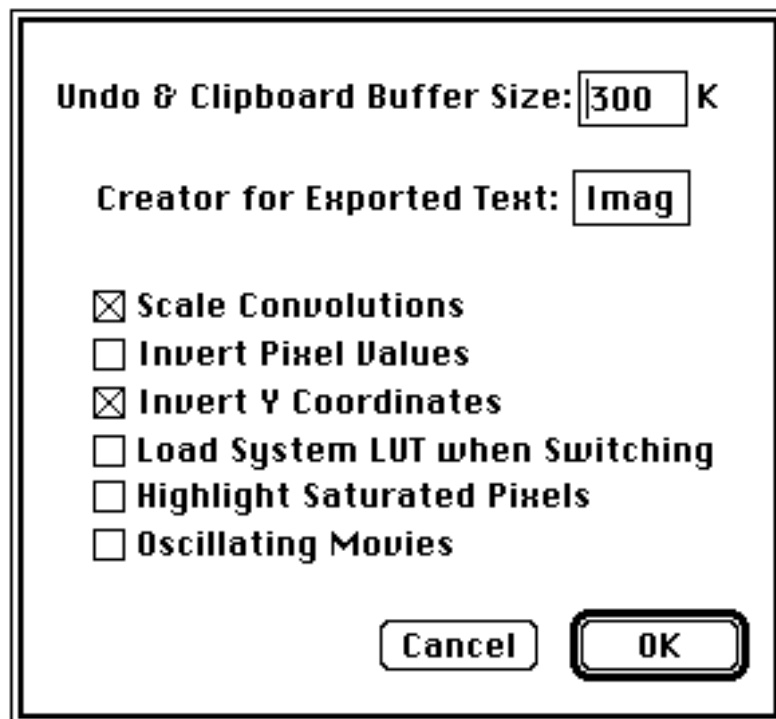 Undo & Clipboard Buffer Size: 300 K
Creator for Exported Text: Imag
Scale Convolutions
Invert Pixel Values
Invert Y Coordinates
Load System LUT when Switching
Highlight Saturated Pixels
Oscillating Movies
Cancel OK